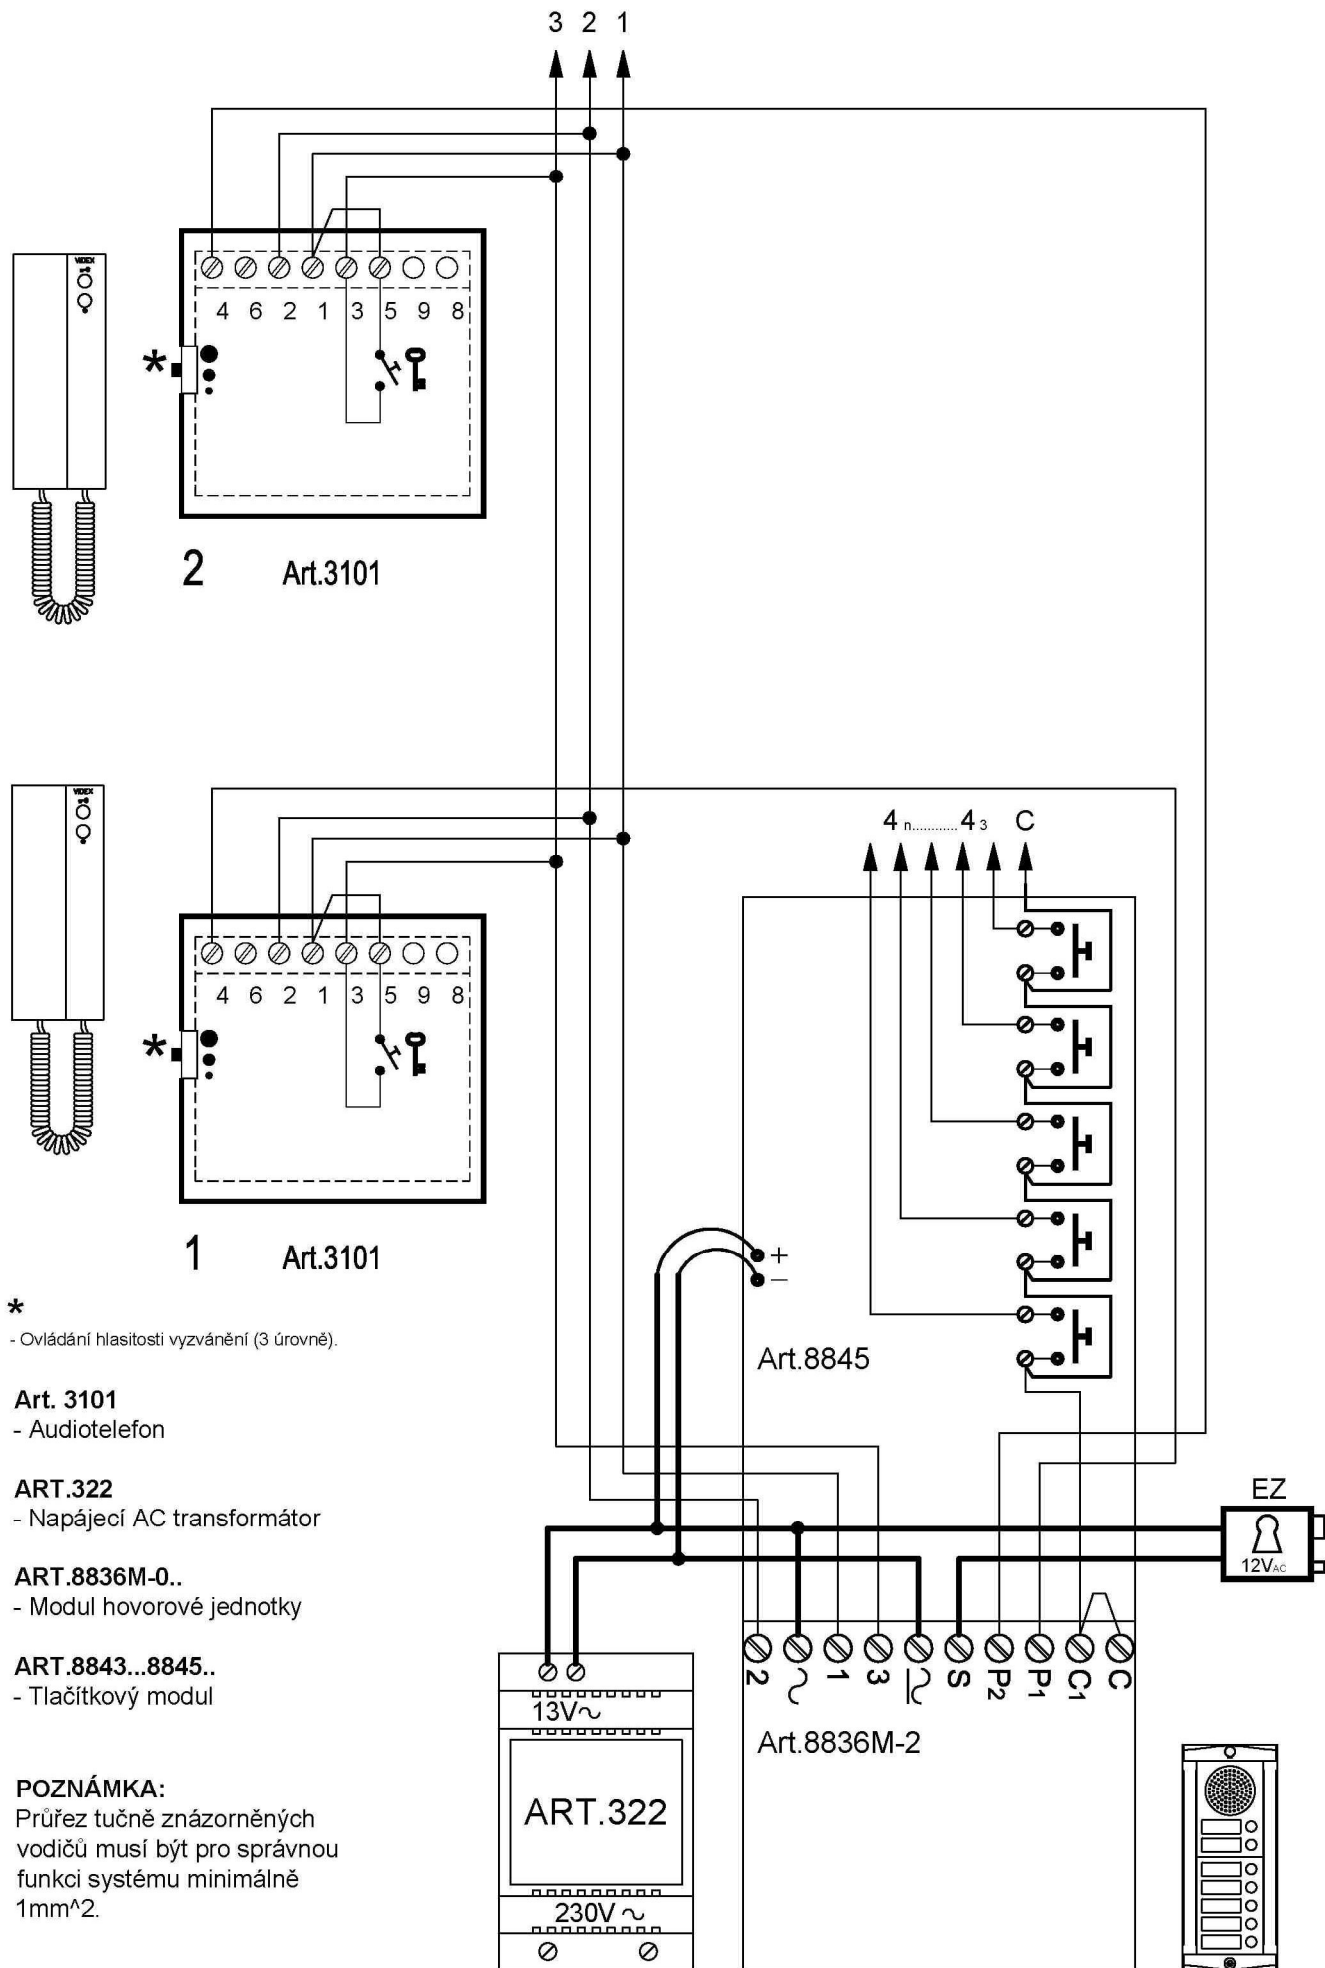 3 2 1
VIDEX
4 6 2 1 3 5 9 8
*
2 Art.3101
VIDEX
4 n............ 4 3 C
4 6 2 1 3 5 9 8
*
1 Art.3101
+
−
Art.8845
*
- Ovládání hlasitosti vyzvánění (3 úrovně).
Art. 3101
- Audiotelefon
ART.322
- Napájecí AC transformátor
ART.8836M-0..
- Modul hovorové jednotky
ART.8843...8845..
- Tlačítkový modul
POZNÁMKA:
Průřez tučně znázorněných
vodičů musí být pro správnou
funkci systému minimálně
1mm^2.
EZ
12VAC
2 ~ 1 3 ~ S P2 P1 C1 C
Art.8836M-2
13V~
ART.322
230V ~